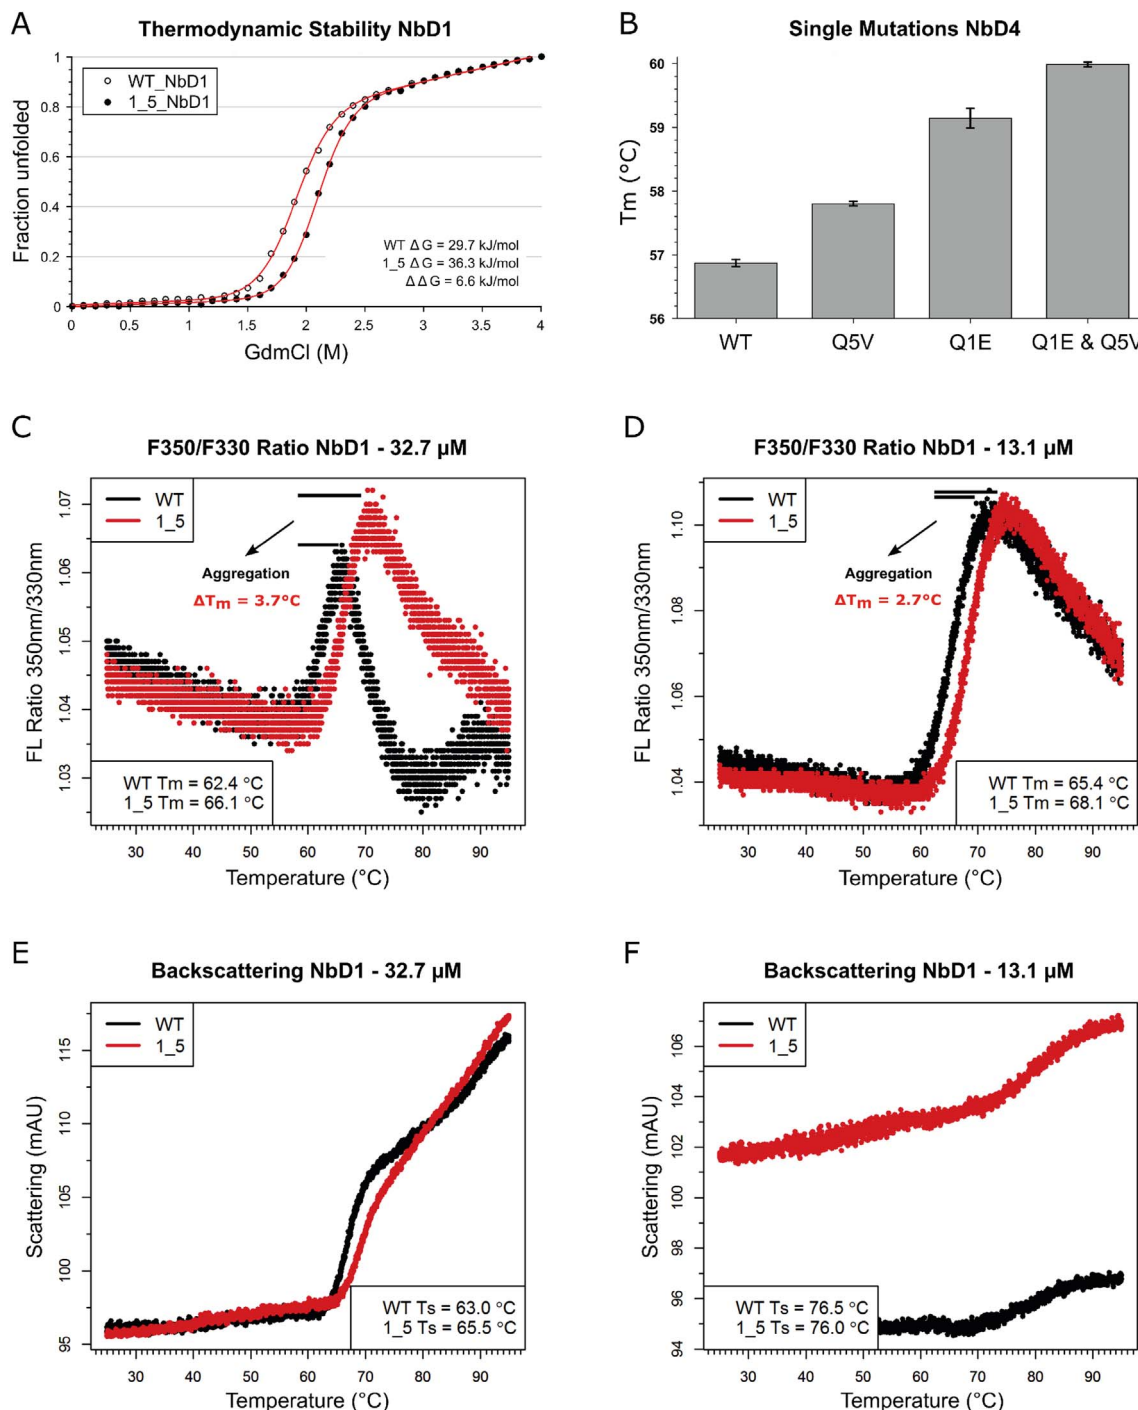 A
Thermodynamic Stability NbD1
WT_NbD1
1_5_NbD1
Fraction unfolded
1
0.8
0.6
0.4
0.2
0
WT Δ G = 29.7 kJ/mol
1_5 Δ G = 36.3 kJ/mol
Δ Δ G = 6.6 kJ/mol
0 0.5 1 1.5 2 2.5 3 3.5 4
GdmCl (M)
B
Single Mutations NbD4
Tm (°C)
60
59
58
57
56
WT Q5V Q1E Q1E & Q5V
C
F350/F330 Ratio NbD1 - 32.7 µM
WT
1_5
FL Ratio 350nm/330nm
1.07
1.06
1.05
1.04
1.03
Aggregation
ΔTm = 3.7°C
WT Tm = 62.4 °C
1_5 Tm = 66.1 °C
30 40 50 60 70 80 90
Temperature (°C)
D
F350/F330 Ratio NbD1 - 13.1 µM
WT
1_5
FL Ratio 350nm/330nm
1.10
1.08
1.06
1.04
Aggregation
ΔTm = 2.7°C
WT Tm = 65.4 °C
1_5 Tm = 68.1 °C
30 40 50 60 70 80 90
Temperature (°C)
E
Backscattering NbD1 - 32.7 µM
WT
1_5
Scattering (mAU)
115
110
105
100
95
WT Ts = 63.0 °C
1_5 Ts = 65.5 °C
30 40 50 60 70 80 90
Temperature (°C)
F
Backscattering NbD1 - 13.1 µM
WT
1_5
Scattering (mAU)
106
104
102
100
98
96
94
WT Ts = 76.5 °C
1_5 Ts = 76.0 °C
30 40 50 60 70 80 90
Temperature (°C)